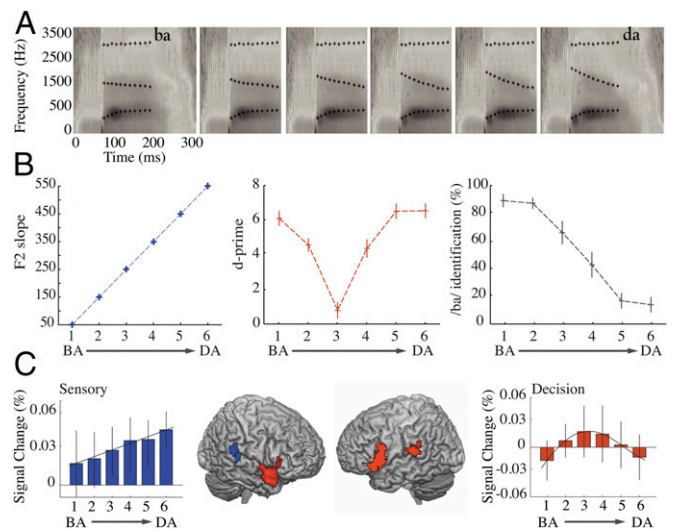 A
Frequency (Hz)
3500
2500
1500
500
0
ba
da
0 100 200 300
Time (ms)
B
F2 slope
550
450
350
250
150
50
1 2 3 4 5 6
BA DA
d-prime
8
6
4
2
0
1 2 3 4 5 6
BA DA
/ba/ identification (%)
100
80
60
40
20
0
1 2 3 4 5 6
BA DA
C
Sensory
Signal Change (%)
0.06
0.03
0
1 2 3 4 5 6
BA DA
Decision
Signal Change (%)
0.06
0.03
0
-0.03
-0.06
1 2 3 4 5 6
BA DA